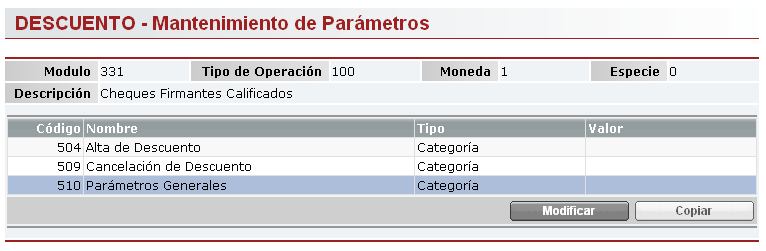 DESCUENTO - Mantenimiento de Parámetros
Modulo 331 Tipo de Operación 100 Moneda 1 Especie 0
Descripción Cheques Firmantes Calificados
Código Nombre Tipo Valor
504 Alta de Descuento Categoría
509 Cancelación de Descuento Categoría
510 Parámetros Generales Categoría
Modificar Copiar